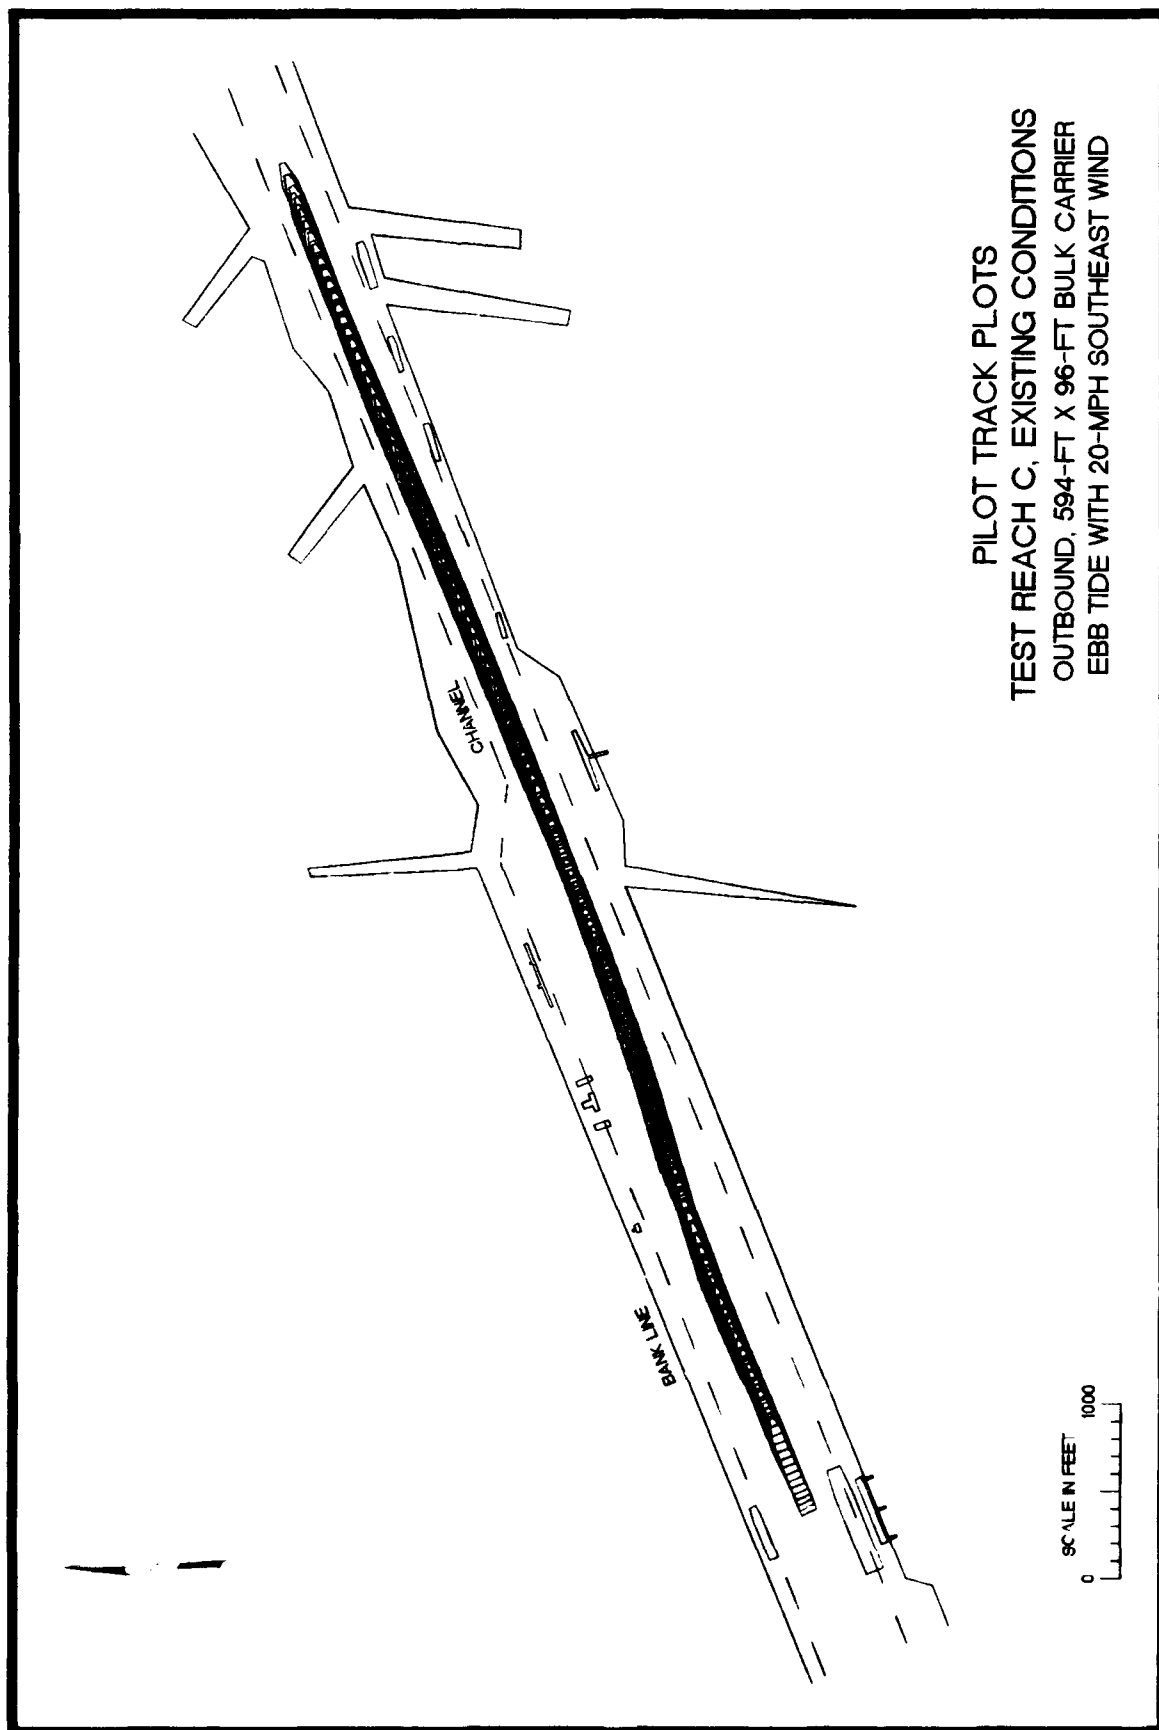 PILOT TRACK PLOTS
TEST REACH C, EXISTING CONDITIONS
OUTBOUND, 594-FT X 96-FT BULK CARRIER
EBB TIDE WITH 20-MPH SOUTHEAST WIND
CHANNEL
BANK LINE
SCALE IN FEET
0 1000